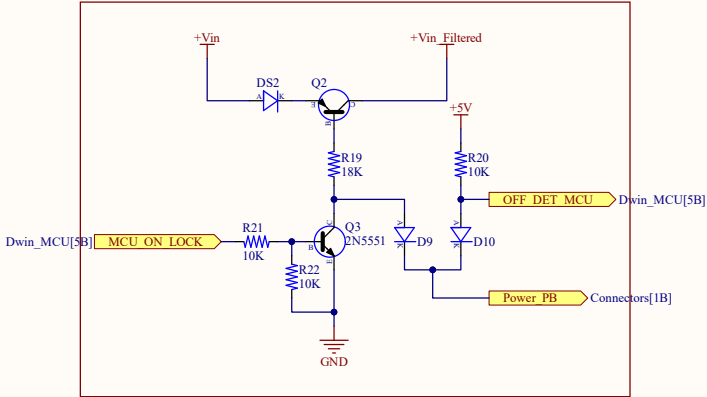 +Vin
+Vin_Filtered
DS2
Q2
A
K
E
C
B
+5V
R19
18K
R20
10K
OFF_DET_MCU
Dwin_MCU[5B]
Dwin_MCU[5B]
MCU_ON_LOCK
R21
10K
C
Q3
2N5551
B
E
A
D9
K
A
D10
K
R22
10K
Power_PB
Connectors[1B]
GND